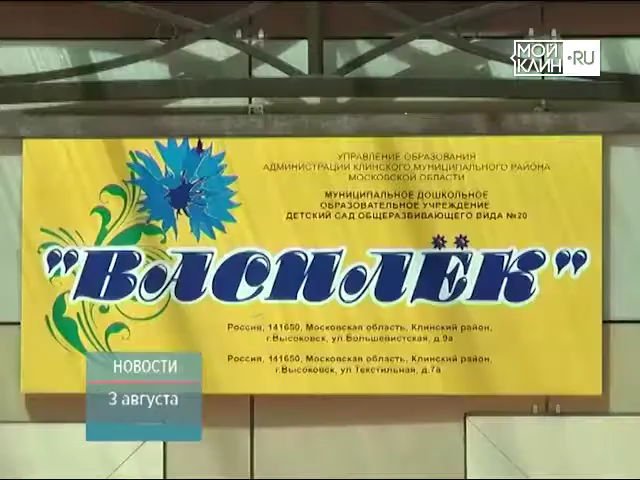 МОЙ
КЛИН.RU
УПРАВЛЕНИЕ ОБРАЗОВАНИЯ
АДМИНИСТРАЦИИ КЛИНСКОГО МУНИЦИПАЛЬНОГО РАЙОНА
МОСКОВСКОЙ ОБЛАСТИ
МУНИЦИПАЛЬНОЕ ДОШКОЛЬНОЕ
ОБРАЗОВАТЕЛЬНОЕ УЧРЕЖДЕНИЕ
ДЕТСКИЙ САД ОБЩЕРАЗВИВАЮЩЕГО ВИДА №20
"ВАСИЛЁК"
Россия, 141650, Московская область, Клинский район,
г.Высоковск, ул.Большевистская, д.9а
Россия, 141650, Московская область, Клинский район,
г.Высоковск, ул.Текстильная, д.7а
НОВОСТИ
3 августа